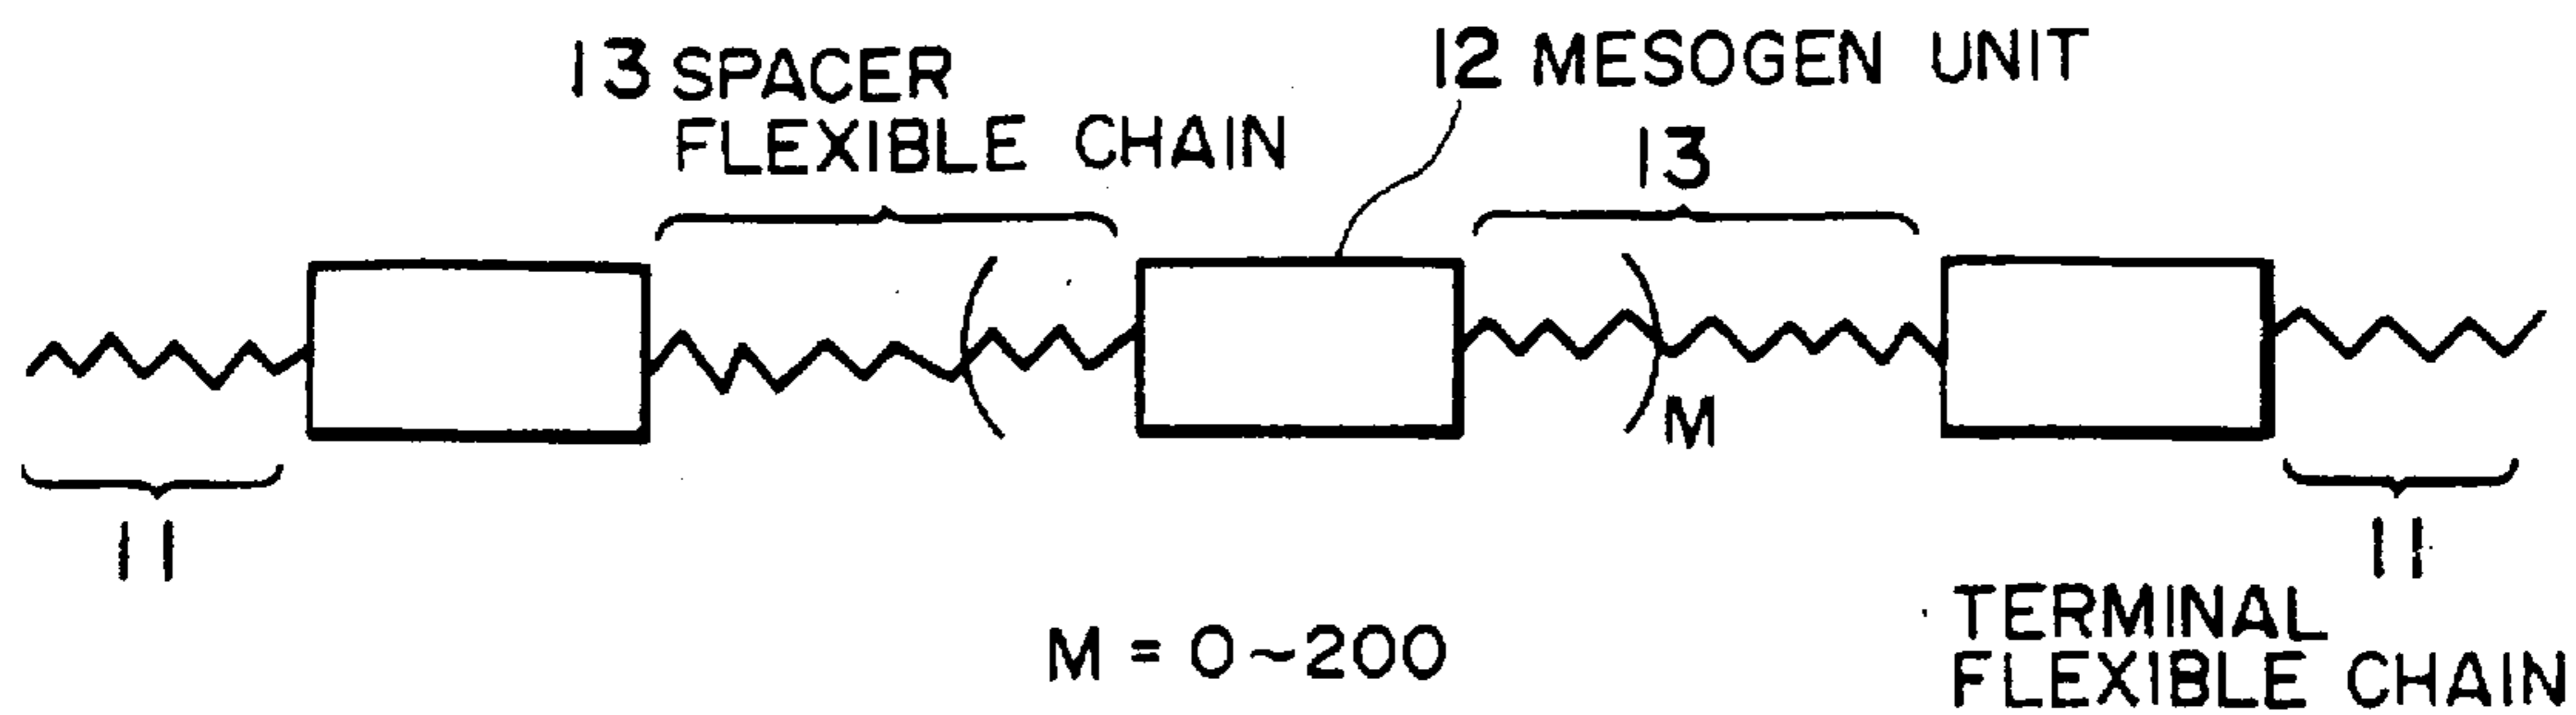 13 SPACER
FLEXIBLE CHAIN
12 MESOGEN UNIT
13
M
11
11
TERMINAL
FLEXIBLE CHAIN
M = 0~200